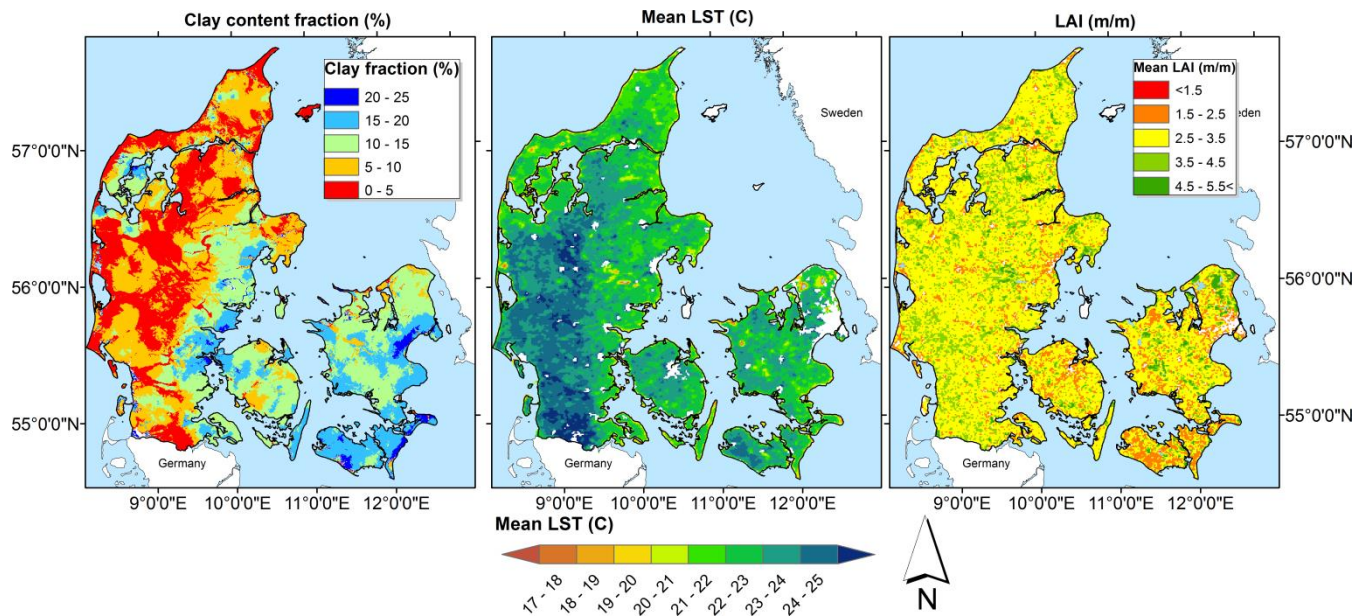 Clay content fraction (%)
Mean LST (C)
LAI (m/m)
Clay fraction (%)
20 - 25
15 - 20
10 - 15
5 - 10
0 - 5
Mean LAI (m/m)
<1.5
1.5 - 2.5
2.5 - 3.5
3.5 - 4.5
4.5 - 5.5<
Sweden
eden
57°0'0"N
56°0'0"N
55°0'0"N
57°0'0"N
56°0'0"N
55°0'0"N
Germany
Germany
Germany
9°0'0"E
10°0'0"E
11°0'0"E
12°0'0"E
9°0'0"E
10°0'0"E
11°0'0"E
12°0'0"E
9°0'0"E
10°0'0"E
11°0'0"E
12°0'0"E
Mean LST (C)
17 - 18
18 - 19
19 - 20
20 - 21
21 - 22
22 - 23
23 - 24
24 - 25
N